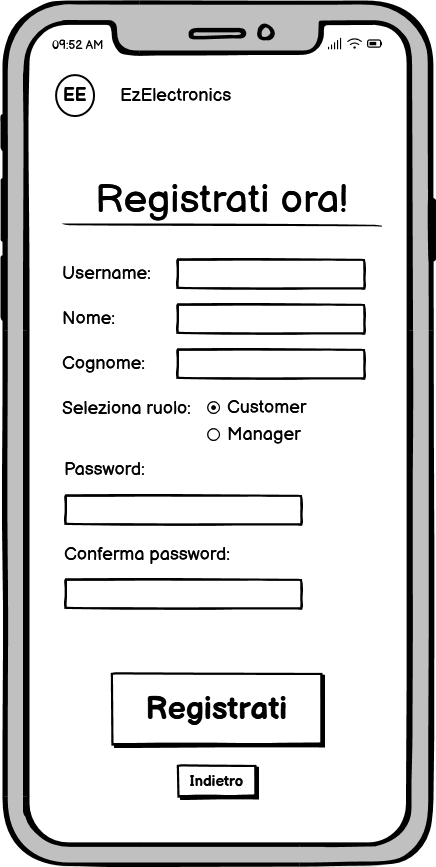 09:52 AM
EE EzElectronics
Registrati ora!
Username:
Nome:
Cognome:
Seleziona ruolo: Customer
Manager
Password:
Conferma password:
Registrati
Indietro